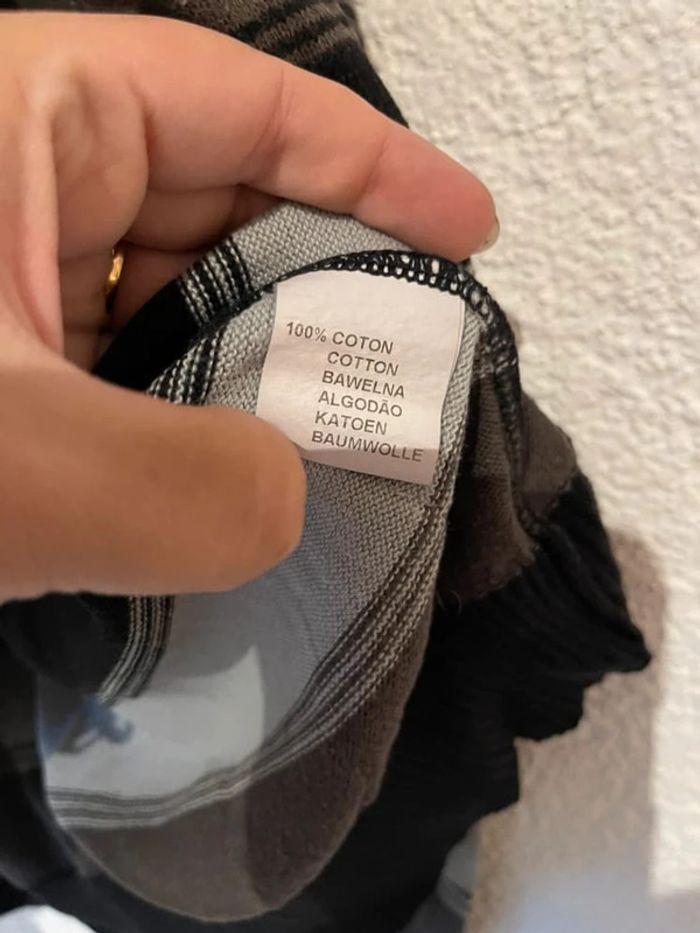 100% COTON
COTTON
BAWELNA
ALGODÃO
KATOEN
BAUMWOLLE